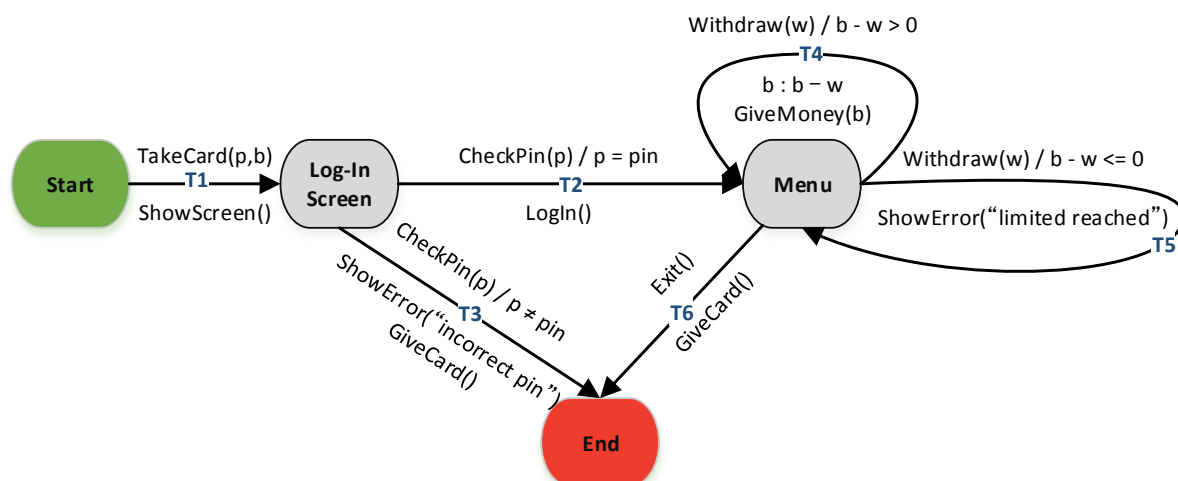 Withdraw(w) / b - w > 0
T4
b : b – w
GiveMoney(b)
TakeCard(p,b)
T1
ShowScreen()
Start
Log-In
Screen
CheckPin(p) / p = pin
T2
LogIn()
Menu
Withdraw(w) / b - w <= 0
ShowError(“limited reached”)
T5
CheckPin(p) / p ≠ pin
T3
ShowError(“incorrect pin”)
GiveCard()
Exit()
T6
GiveCard()
End